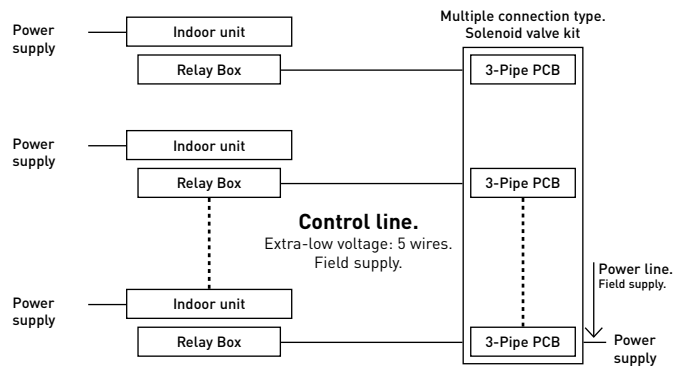 Multiple connection type.
Solenoid valve kit
Power
supply
Indoor unit
Relay Box
3-Pipe PCB
Power
supply
Indoor unit
Relay Box
3-Pipe PCB
Control line.
Extra-low voltage: 5 wires.
Field supply.
Power line.
Field supply.
Power
supply
Indoor unit
Relay Box
3-Pipe PCB
Power
supply